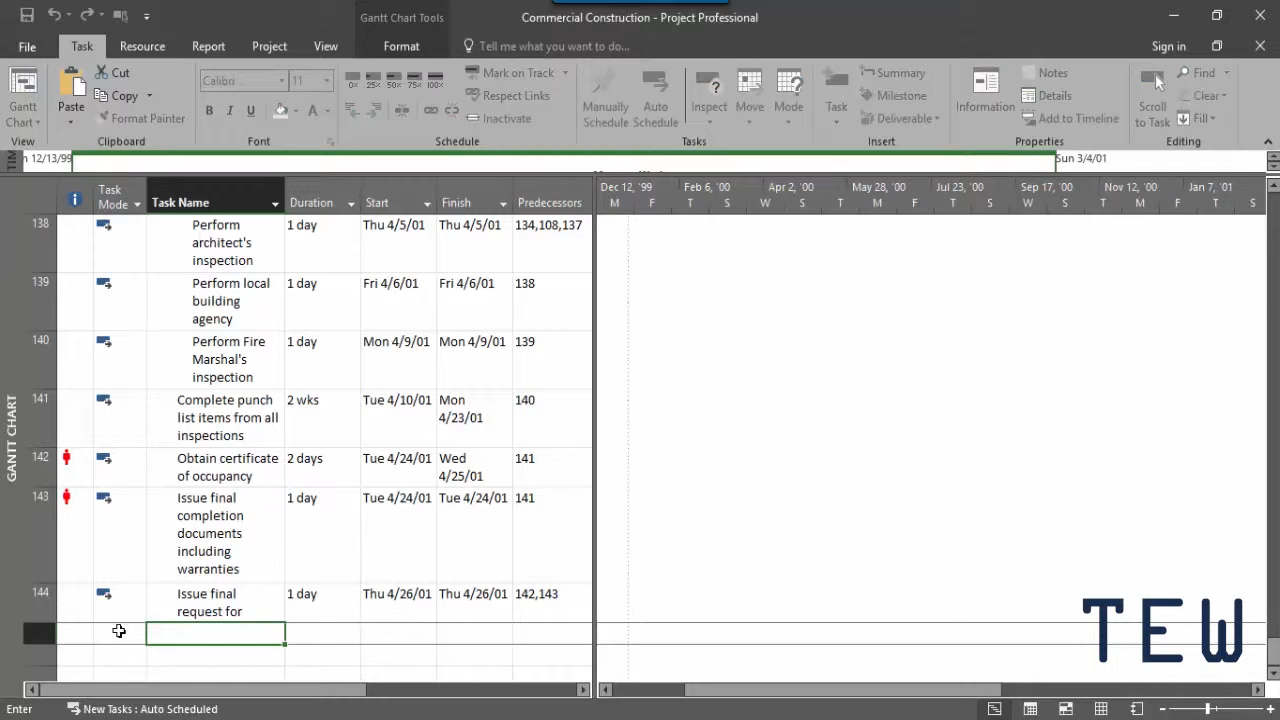 Gantt Chart Tools
Commercial Construction - Project Professional
File
Task
Resource
Report
Project
View
Format
Tell me what you want to do...
Sign in
Gantt
Chart
View
Paste
Cut
Copy
Format Painter
Clipboard
Calibri
11
B I U A
Font
0% 25% 50% 75% 100%
Mark on Track
Respect Links
Inactivate
Schedule
Manually
Schedule
Auto
Schedule
Inspect
Move
Mode
Tasks
Task
Summary
Milestone
Deliverable
Insert
Information
Notes
Details
Add to Timeline
Properties
Scroll
to Task
Find
Clear
Fill
Editing
TIM
n 12/13/99
Sun 3/4/01
Task
Mode
Task Name
Duration
Start
Finish
Predecessors
Dec 12, '99
Feb 6, '00
Apr 2, '00
May 28, '00
Jul 23, '00
Sep 17, '00
Nov 12, '00
Jan 7, '01
M F T S W M T F S W M F T S
GANTT CHART
138
Perform
architect's
inspection
1 day
Thu 4/5/01
Thu 4/5/01
134,108,137
139
Perform local
building
agency
1 day
Fri 4/6/01
Fri 4/6/01
138
140
Perform Fire
Marshal's
inspection
1 day
Mon 4/9/01
Mon 4/9/01
139
141
Complete punch
list items from all
inspections
2 wks
Tue 4/10/01
Mon
4/23/01
140
142
Obtain certificate
of occupancy
2 days
Tue 4/24/01
Wed
4/25/01
141
143
Issue final
completion
documents
including
warranties
1 day
Tue 4/24/01
Tue 4/24/01
141
144
Issue final
request for
1 day
Thu 4/26/01
Thu 4/26/01
142,143
TEW
Enter
New Tasks : Auto Scheduled